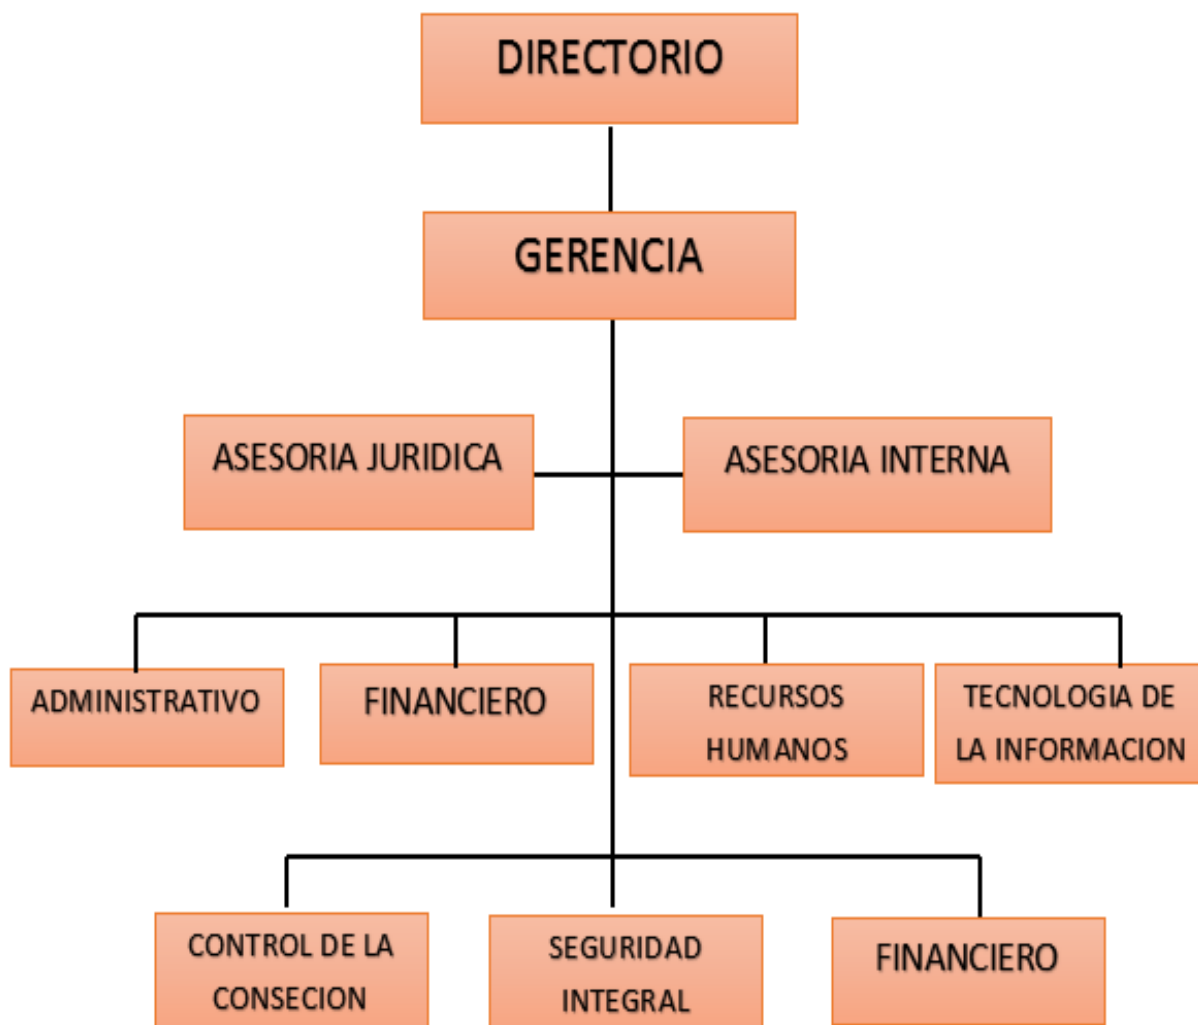 DIRECTORIO
GERENCIA
ASESORIA JURIDICA
ASESORIA INTERNA
ADMINISTRATIVO
FINANCIERO
RECURSOS
HUMANOS
TECNOLOGIA DE
LA INFORMACION
CONTROL DE LA
CONSECION
SEGURIDAD
INTEGRAL
FINANCIERO